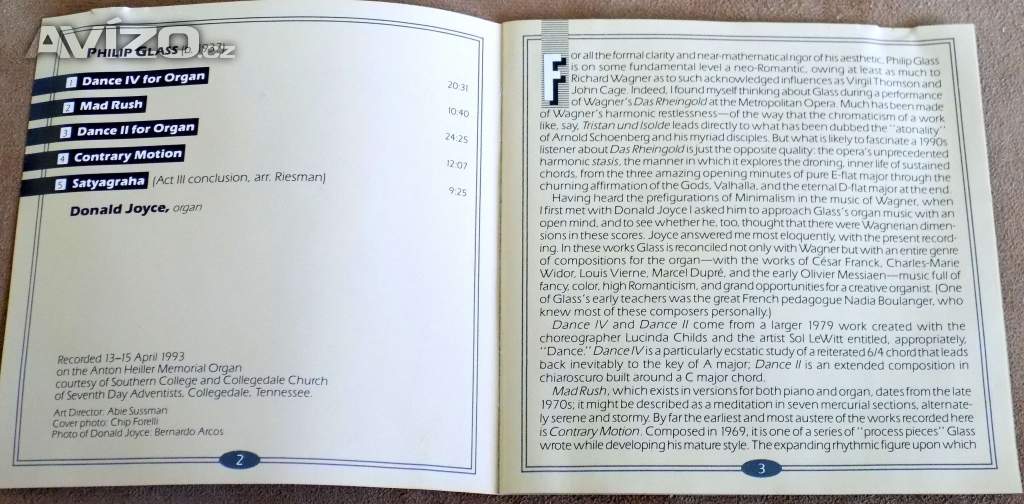 Avízo.cz
PHILIP GLASS (b. 1937)
1 Dance IV for Organ 20:31
2 Mad Rush 10:40
3 Dance II for Organ 24:25
4 Contrary Motion 12:07
5 Satyagraha (Act III conclusion, arr. Riesman) 9:25
Donald Joyce, organ
Recorded 13–15 April 1993
on the Anton Heiller Memorial Organ
courtesy of Southern College and Collegedale Church
of Seventh Day Adventists, Collegedale, Tennessee.
Art Director: Abie Sussman
Cover photo: Chip Forelli
Photo of Donald Joyce: Bernardo Arcos
2
For all the formal clarity and near-mathematical rigor of his aesthetic, Philip Glass
is on some fundamental level a neo-Romantic, owing at least as much to
Richard Wagner as to such acknowledged influences as Virgil Thomson and
John Cage. Indeed, I found myself thinking about Glass during a performance
of Wagner's Das Rheingold at the Metropolitan Opera. Much has been made
of Wagner's harmonic restlessness—of the way that the chromaticism of a work
like, say, Tristan und Isolde leads directly to what has been dubbed the "atonality"
of Arnold Schoenberg and his myriad disciples. But what is likely to fascinate a 1990s
listener about Das Rheingold is just the opposite quality: the opera's unprecedented
harmonic stasis, the manner in which it explores the droning, inner life of sustained
chords, from the three amazing opening minutes of pure E-flat major through the
churning affirmation of the Gods, Valhalla, and the eternal D-flat major at the end.
Having heard the prefigurations of Minimalism in the music of Wagner, when
I first met with Donald Joyce I asked him to approach Glass's organ music with an
open mind, and to see whether he, too, thought that there were Wagnerian dimen-
sions in these scores. Joyce answered me most eloquently, with the present record-
ing. In these works Glass is reconciled not only with Wagner but with an entire genre
of compositions for the organ—with the works of César Franck, Charles-Marie
Widor, Louis Vierne, Marcel Dupré, and the early Olivier Messiaen—music full of
fancy, color, high Romanticism, and grand opportunities for a creative organist. (One
of Glass's early teachers was the great French pedagogue Nadia Boulanger, who
knew most of these composers personally.)
Dance IV and Dance II come from a larger 1979 work created with the
choreographer Lucinda Childs and the artist Sol LeWitt entitled, appropriately,
"Dance." Dance IV is a particularly ecstatic study of a reiterated 6/4 chord that leads
back inevitably to the key of A major; Dance II is an extended composition in
chiaroscuro built around a C major chord.
Mad Rush, which exists in versions for both piano and organ, dates from the late
1970s; it might be described as a meditation in seven mercurial sections, alternate-
ly serene and stormy. By far the earliest and most austere of the works recorded here
is Contrary Motion. Composed in 1969, it is one of a series of "process pieces" Glass
wrote while developing his mature style. The expanding rhythmic figure upon which
3